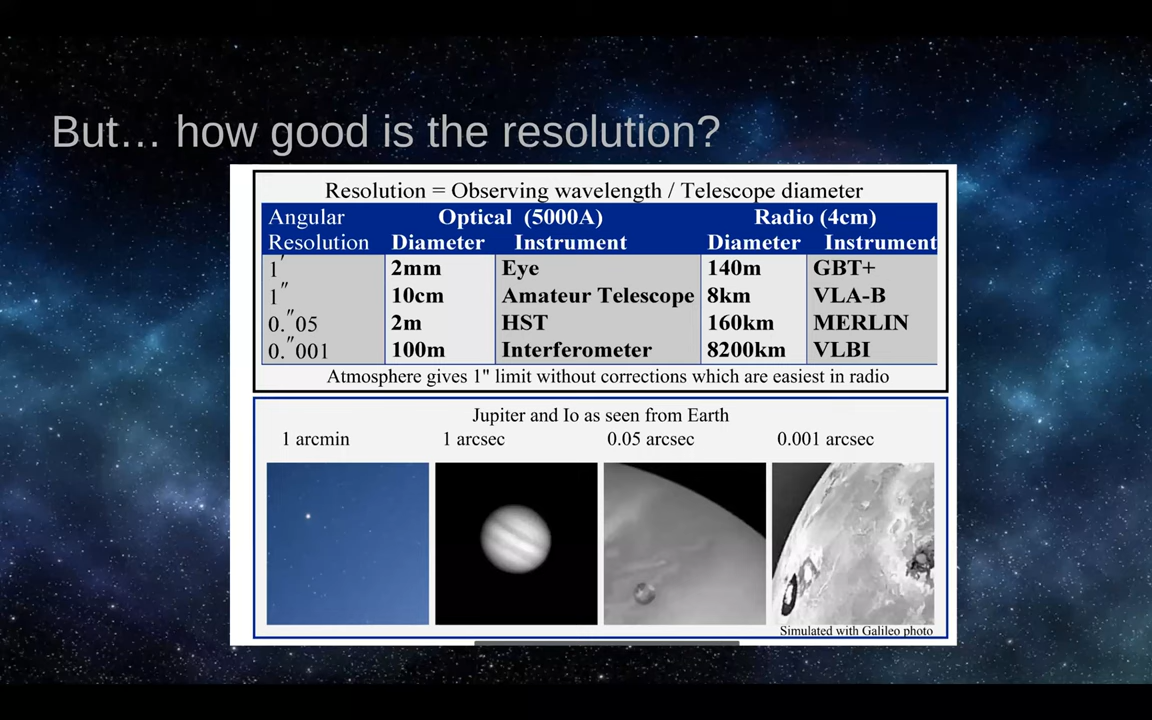 But… how good is the resolution?
Resolution = Observing wavelength / Telescope diameter
Angular Resolution Optical (5000A) Radio (4cm)
Diameter Instrument Diameter Instrument
1′ 2mm Eye 140m GBT+
1″ 10cm Amateur Telescope 8km VLA-B
0.″05 2m HST 160km MERLIN
0.″001 100m Interferometer 8200km VLBI
Atmosphere gives 1" limit without corrections which are easiest in radio
Jupiter and Io as seen from Earth
1 arcmin 1 arcsec 0.05 arcsec 0.001 arcsec
Simulated with Galileo photo